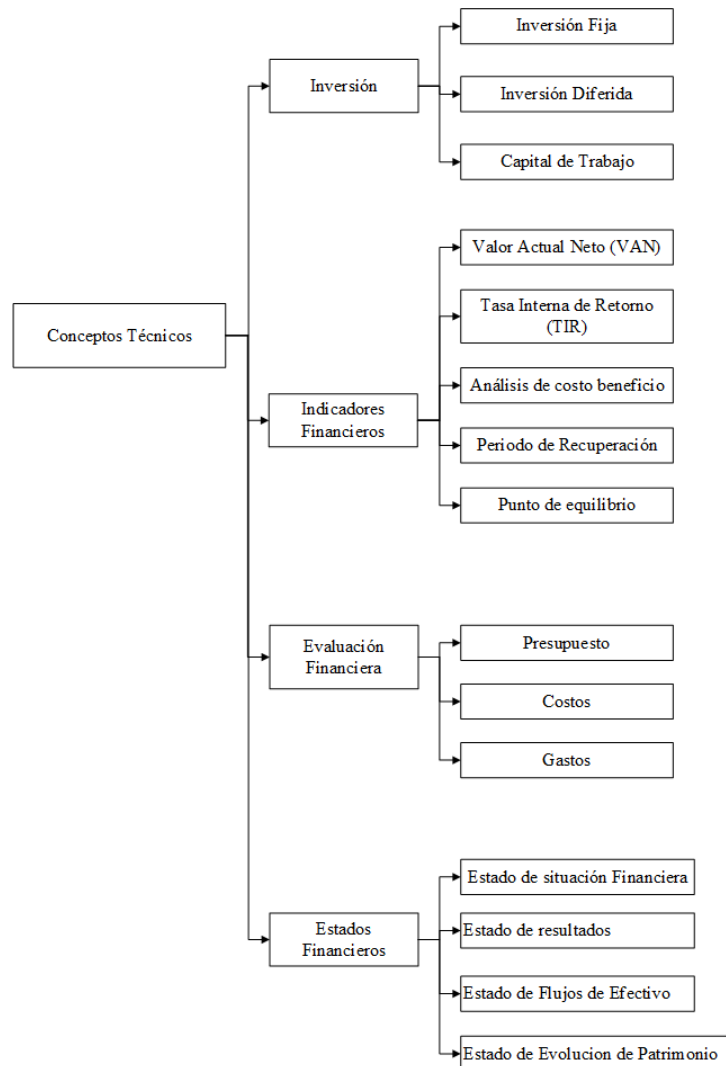 Conceptos Técnicos
Inversión
Inversión Fija
Inversión Diferida
Capital de Trabajo
Indicadores
Financieros
Valor Actual Neto (VAN)
Tasa Interna de Retorno
(TIR)
Análisis de costo beneficio
Periodo de Recuperación
Punto de equilibrio
Evaluación
Financiera
Presupuesto
Costos
Gastos
Estados
Financieros
Estado de situación Financiera
Estado de resultados
Estado de Flujos de Efectivo
Estado de Evolucion de Patrimonio